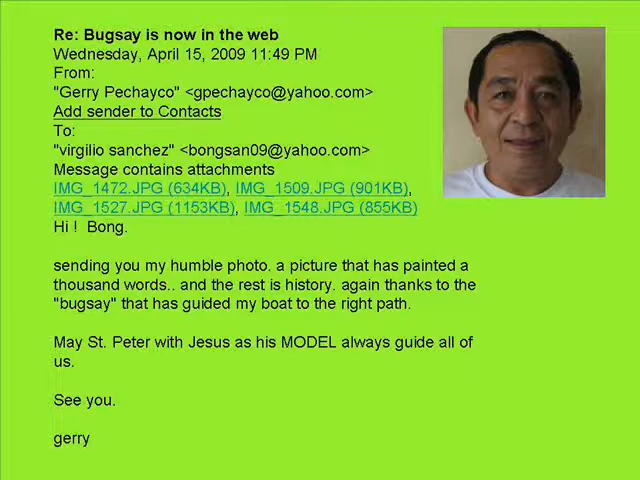 Re: Bugsay is now in the web
Wednesday, April 15, 2009 11:49 PM
From:
"Gerry Pechayco" <gpechayco@yahoo.com>
Add sender to Contacts
To:
"virgilio sanchez" <bongsan09@yahoo.com>
Message contains attachments
IMG_1472.JPG (634KB), IMG_1509.JPG (901KB),
IMG_1527.JPG (1153KB), IMG_1548.JPG (855KB)
Hi !  Bong.
sending you my humble photo. a picture that has painted a
thousand words.. and the rest is history. again thanks to the
"bugsay" that has guided my boat to the right path.
May St. Peter with Jesus as his MODEL always guide all of
us.
See you.
gerry